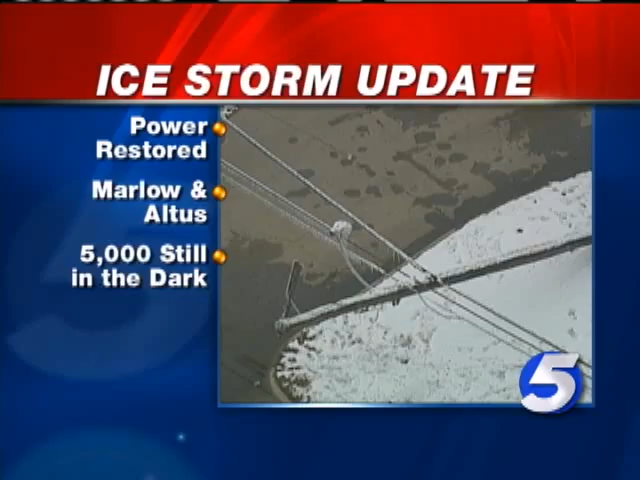 ICE STORM UPDATE
Power
Restored
Marlow &
Altus
5,000 Still
in the Dark
5